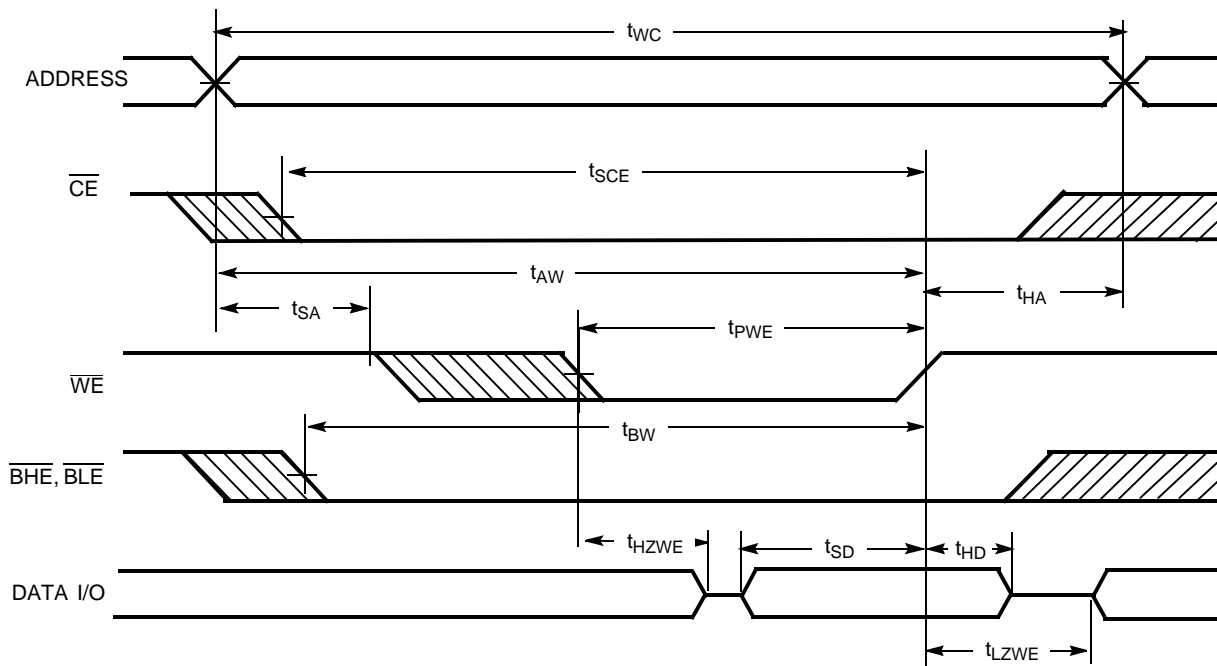 tWC
ADDRESS
CE
tSCE
tAW
tSA
tHA
tPWE
WE
tBW
BHE, BLE
tHZWE
tSD
tHD
DATA I/O
tLZWE